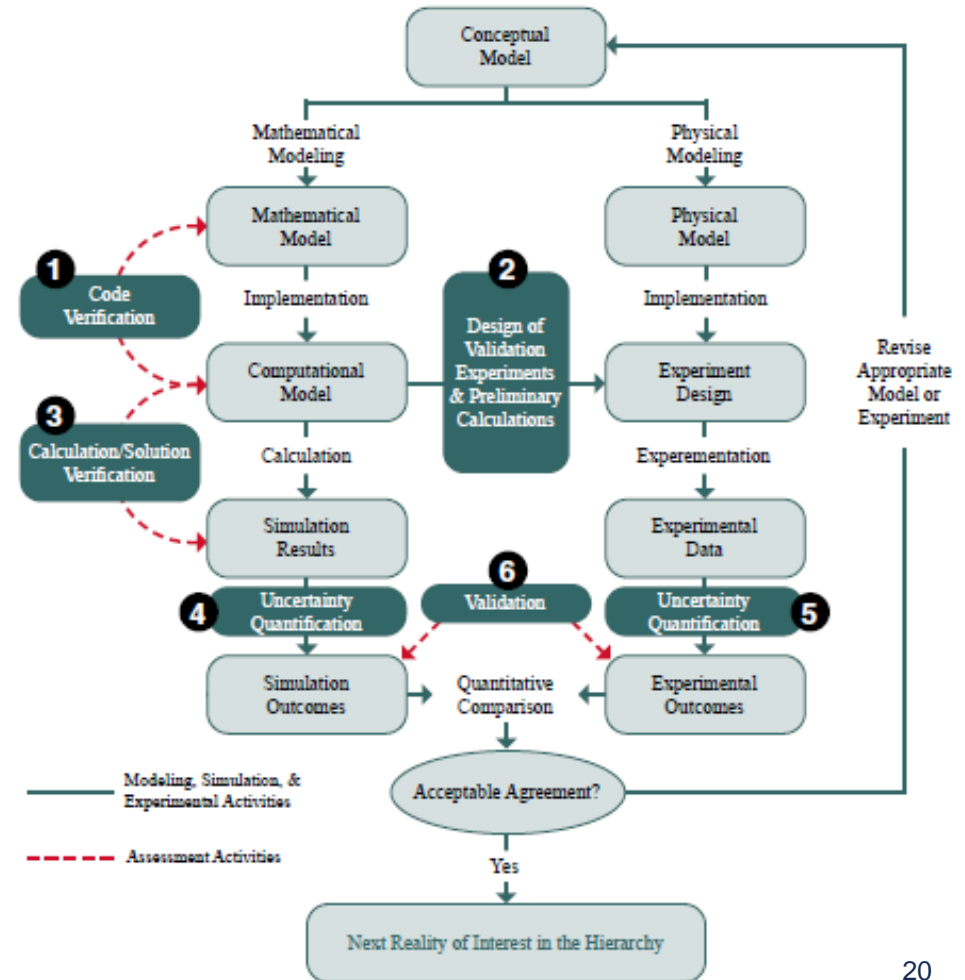 Conceptual
Model
Mathematical
Modeling
Physical
Modeling
Mathematical
Model
Physical
Model
1
Code
Verification
2
Design of
Validation
Experiments
& Preliminary
Calculations
Implementation
Implementation
Computational
Model
Experiment
Design
Revise
Appropriate
Model or
Experiment
3
Calculation/Solution
Verification
Calculation
Experementation
Simulation
Results
Experimental
Data
4
Uncertainty
Quantification
6
Validation
Uncertainty
Quantification
5
Simulation
Outcomes
Quantitative
Comparison
Experimental
Outcomes
Modeling, Simulation, &
Experimental Activities
Acceptable Agreement?
Assessment Activities
Yes
Next Reality of Interest in the Hierarchy
20